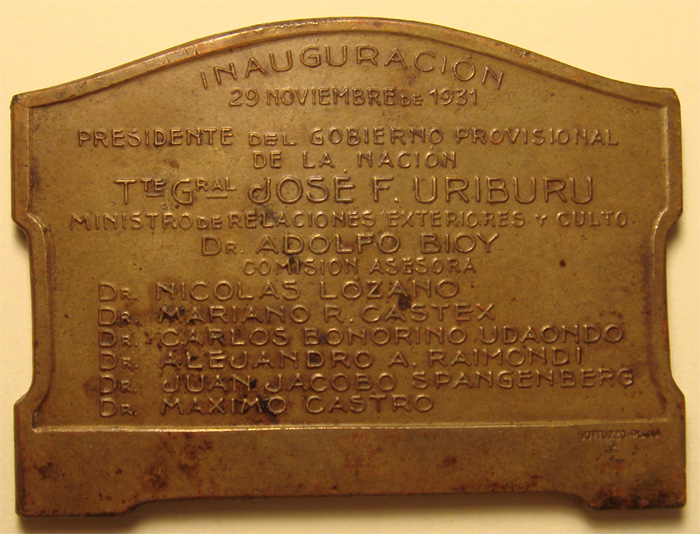 INAUGURACIÓN
29 NOVIEMBRE DE 1931
PRESIDENTE DEL GOBIERNO PROVISIONAL
DE LA NACIÓN
TTE GRAL JOSE F. URIBURU
MINISTRO DE RELACIONES EXTERIORES Y CULTO
DR. ADOLFO BIOY
COMISION ASESORA
DR. NICOLAS LOZANO
DR. MARIANO R. CASTEX
DR. CARLOS BONORINO UDAONDO
DR. ALEJANDRO A. RAIMONDI
DR. JUAN JACOBO SPANGENBERG
DR. MAXIMO CASTRO